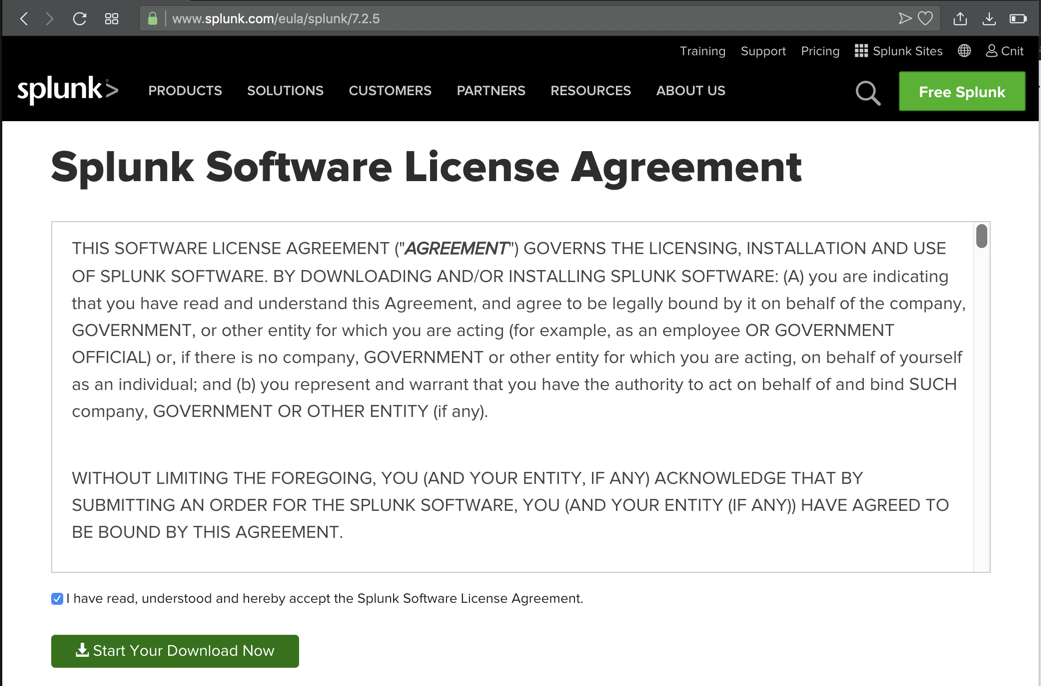 www.splunk.com/eula/splunk/7.2.5
Training Support Pricing Splunk Sites Cnit
splunk> PRODUCTS SOLUTIONS CUSTOMERS PARTNERS RESOURCES ABOUT US Free Splunk
Splunk Software License Agreement
THIS SOFTWARE LICENSE AGREEMENT ("AGREEMENT") GOVERNS THE LICENSING, INSTALLATION AND USE
OF SPLUNK SOFTWARE. BY DOWNLOADING AND/OR INSTALLING SPLUNK SOFTWARE: (A) you are indicating
that you have read and understand this Agreement, and agree to be legally bound by it on behalf of the company,
GOVERNMENT, or other entity for which you are acting (for example, as an employee OR GOVERNMENT
OFFICIAL) or, if there is no company, GOVERNMENT or other entity for which you are acting, on behalf of yourself
as an individual; and (b) you represent and warrant that you have the authority to act on behalf of and bind SUCH
company, GOVERNMENT OR OTHER ENTITY (if any).
WITHOUT LIMITING THE FOREGOING, YOU (AND YOUR ENTITY, IF ANY) ACKNOWLEDGE THAT BY
SUBMITTING AN ORDER FOR THE SPLUNK SOFTWARE, YOU (AND YOUR ENTITY (IF ANY)) HAVE AGREED TO
BE BOUND BY THIS AGREEMENT.
I have read, understood and hereby accept the Splunk Software License Agreement.
Start Your Download Now